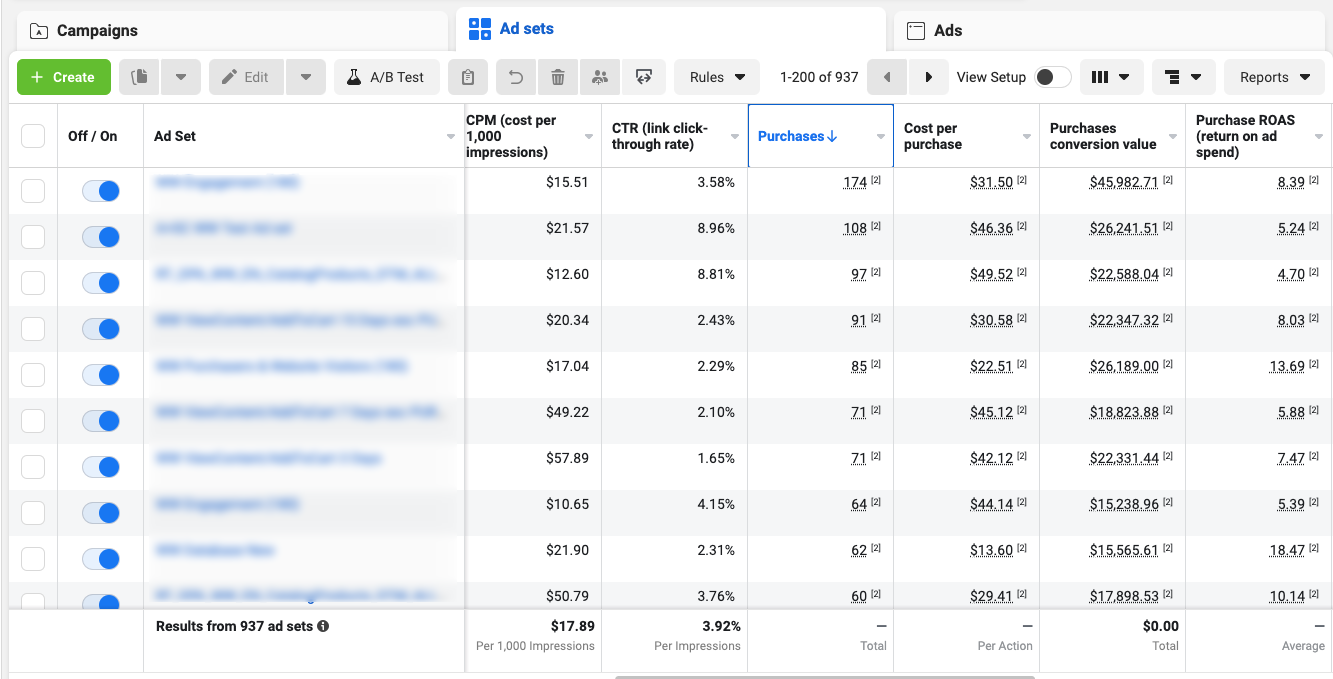 Campaigns
Ad sets
Ads
+ Create
Edit
A/B Test
Rules
1-200 of 937
View Setup
Reports
Off / On
Ad Set
CPM (cost per
1,000
impressions)
CTR (link click-
through rate)
Purchases↓
Cost per
purchase
Purchases
conversion value
Purchase ROAS
(return on ad
spend)
$15.51 3.58% 174 [2] $31.50 [2] $45,982.71 [2] 8.39 [2]
$21.57 8.96% 108 [2] $46.36 [2] $26,241.51 [2] 5.24 [2]
$12.60 8.81% 97 [2] $49.52 [2] $22,588.04 [2] 4.70 [2]
$20.34 2.43% 91 [2] $30.58 [2] $22,347.32 [2] 8.03 [2]
$17.04 2.29% 85 [2] $22.51 [2] $26,189.00 [2] 13.69 [2]
$49.22 2.10% 71 [2] $45.12 [2] $18,823.88 [2] 5.88 [2]
$57.89 1.65% 71 [2] $42.12 [2] $22,331.44 [2] 7.47 [2]
$10.65 4.15% 64 [2] $44.14 [2] $15,238.96 [2] 5.39 [2]
$21.90 2.31% 62 [2] $13.60 [2] $15,565.61 [2] 18.47 [2]
$50.79 3.76% 60 [2] $29.41 [2] $17,898.53 [2] 10.14 [2]
Results from 937 ad sets $17.89 3.92% — — $0.00 —
Per 1,000 Impressions Per Impressions Total Per Action Total Average